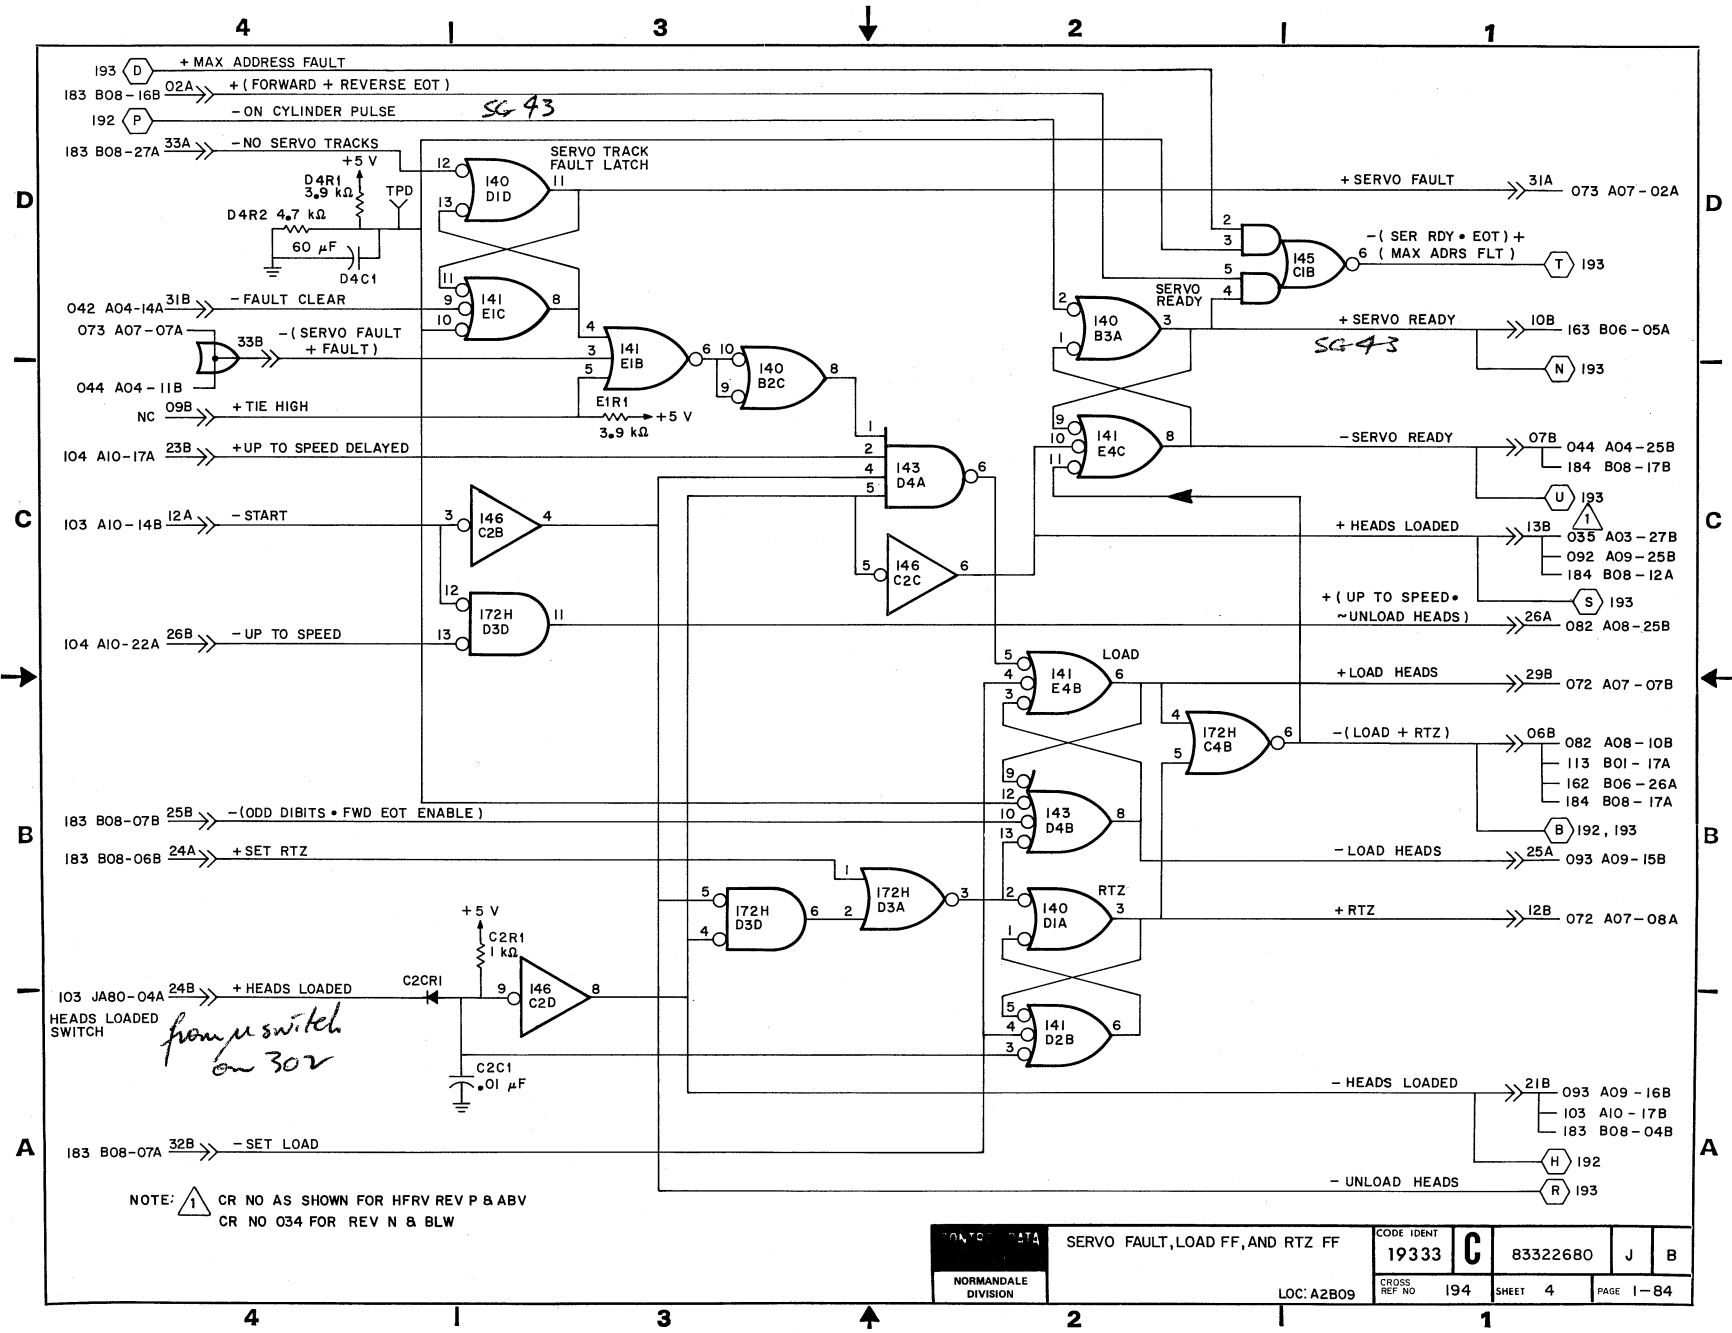 4 3 2 1
193 D + MAX ADDRESS FAULT
183 B08-16B 02A + (FORWARD + REVERSE EOT)
192 P - ON CYLINDER PULSE SG 43
183 B08-27A 33A - NO SERVO TRACKS
+5 V
D4R1
3.9 kΩ
TPD
D4R2 4.7 kΩ
60 µF
D4C1
12 13 140 D1D 11
SERVO TRACK
FAULT LATCH
+ SERVO FAULT 31A 073 A07-02A
D D
2 3 5 4 145 C1B 6
- ( SER RDY • EOT) +
( MAX ADRS FLT )
T 193
SERVO
READY
042 A04-14A 31B - FAULT CLEAR
11 9 10 141 E1C 8
073 A07-07A
33B - (SERVO FAULT
+ FAULT)
044 A04-11B
4 3 5 141 E1B 6
10 9 140 B2C 8
2 1 140 B3A 3
+ SERVO READY 10B 163 B06-05A
SG 43
N 193
NC 09B + TIE HIGH
E1R1
3.9 kΩ
+5 V
104 A10-17A 23B + UP TO SPEED DELAYED
1 2 4 5 143 D4A 6
9 10 11 141 E4C 8
- SERVO READY 07B 044 A04-25B
184 B08-17B
U 193
C C
103 A10-14B 12A - START
3 146 C2B 4
5 146 C2C 6
+ HEADS LOADED 13B 1
035 A03-27B
092 A09-25B
184 B08-12A
S 193
12 13 172H D3D 11
+ ( UP TO SPEED •
~UNLOAD HEADS)
26A 082 A08-25B
104 A10-22A 26B - UP TO SPEED
5 4 3 141 E4B 6
LOAD
+ LOAD HEADS 29B 072 A07-07B
4 5 172H C4B 6
- (LOAD + RTZ) 06B 082 A08-10B
113 B01-17A
162 B06-26A
184 B08-17A
B 192, 193
9 12 10 13 143 D4B 8
183 B08-07B 25B - (ODD DIBITS • FWD EOT ENABLE)
B B
183 B08-06B 24A + SET RTZ
- LOAD HEADS 25A 093 A09-15B
5 4 172H D3D 6
1 2 172H D3A 3
2 1 140 D1A 3
RTZ
+ RTZ 12B 072 A07-08A
+5 V
C2R1
1 kΩ
C2CR1
103 JA80-04A 24B + HEADS LOADED
HEADS LOADED
SWITCH
from µ switch
on 302
9 146 C2D 8
C2C1
.01 µF
5 4 3 141 D2B 6
- HEADS LOADED 21B 093 A09-16B
103 A10-17B
183 B08-04B
H 192
A A
183 B08-07A 32B - SET LOAD
- UNLOAD HEADS R 193
NOTE: 1 CR NO AS SHOWN FOR HFRV REV P & ABV
CR NO 034 FOR REV N & BLW
CONTROL DATA
NORMANDALE
DIVISION
SERVO FAULT, LOAD FF, AND RTZ FF
LOC: A2B09
CODE IDENT
19333 C 83322680 J B
CROSS
REF NO 194 SHEET 4 PAGE 1-84
4 3 2 1